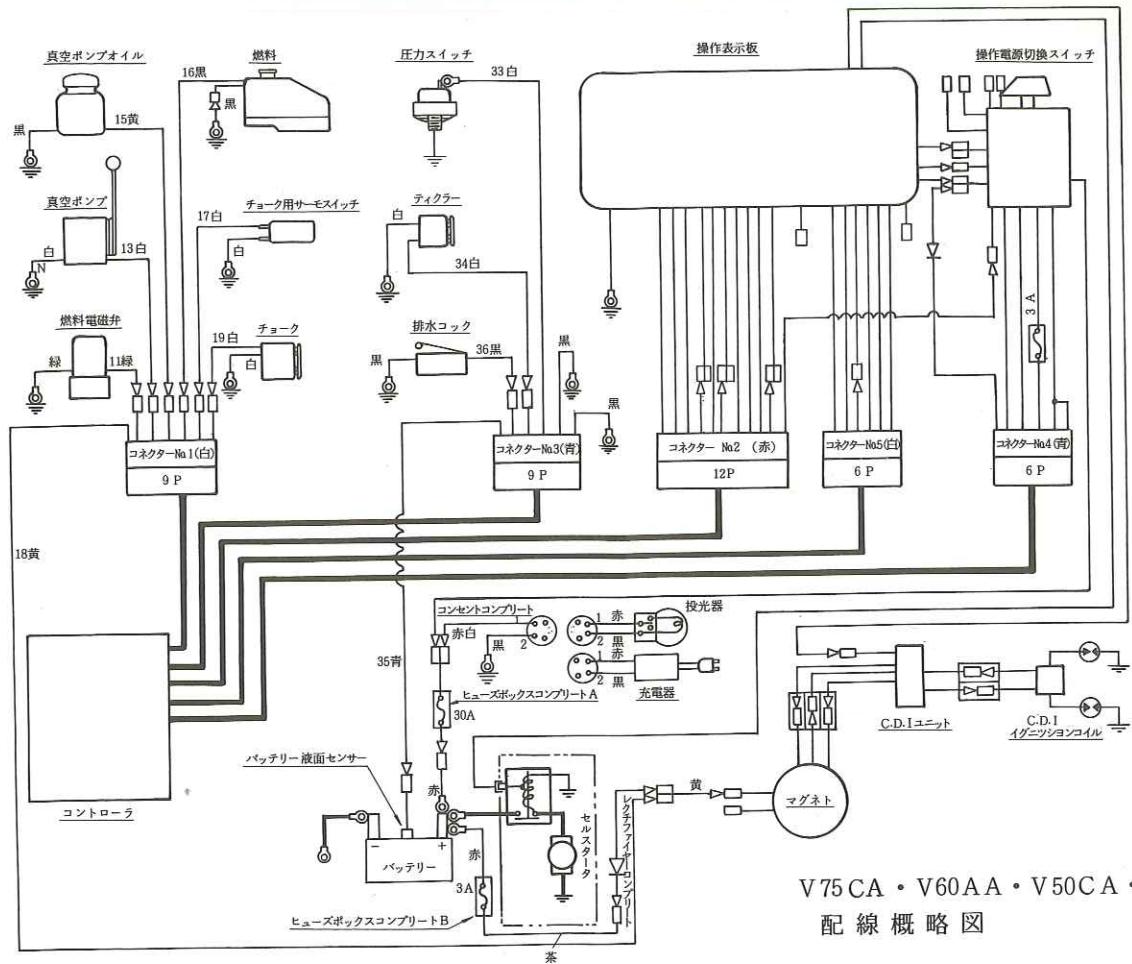 真空ポンプオイル
燃料
圧力スイッチ
操作表示板
操作電源切換スイッチ
16黒
33白
黒
15黄
黒
真空ポンプ
チョーク用サーモスイッチ
ティクラー
17白
白
白
13白
白
N
34白
3A
燃料電磁弁
チョーク
排水コック
19白
白
緑
11緑
黒
36黒
黒
黒
コネクターNo.1(白)
9P
コネクターNo.3(青)
9P
コネクター No.2 (赤)
12P
コネクターNo.5(白)
6P
コネクターNo.4(青)
6P
18黄
コンセントコンプリート
投光器
赤白
1
2
1
赤
黒
2
黒
1
赤
2
黒
充電器
35青
ヒューズボックスコンプリートA
30A
C.D.Iユニット
C.D.I
イグニッションコイル
バッテリー液面センサー
赤
黄
マグネト
コントローラ
セルスタータ
レクチファイヤーコンプリート
－
＋
バッテリー
赤
3A
ヒューズボックスコンプリートB
茶
V75CA・V60AA・V50CA・
配線概略図